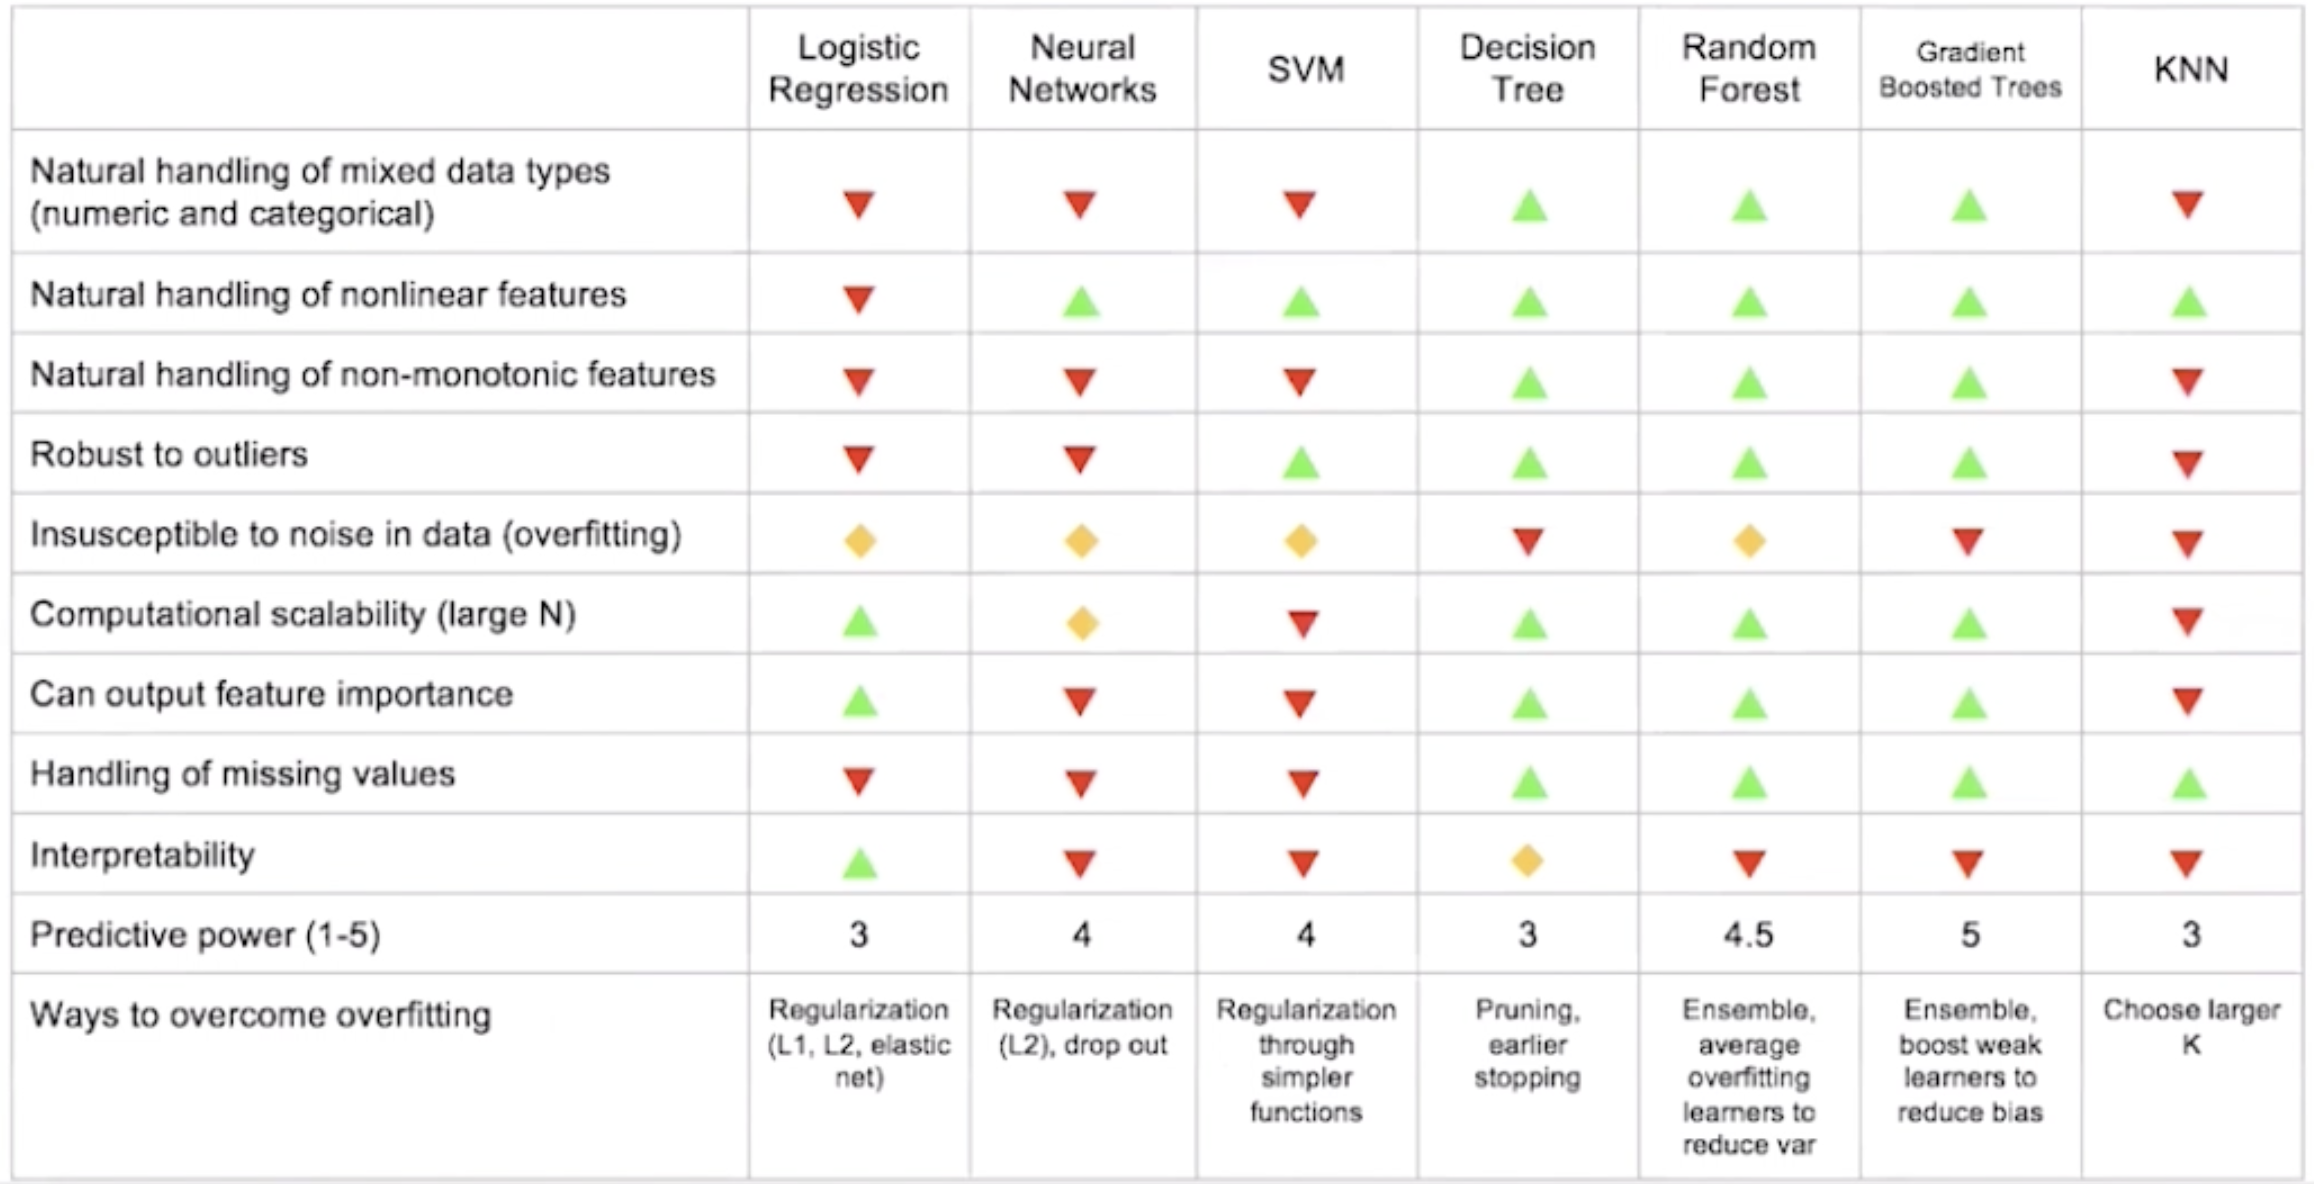 Logistic
Regression
Neural
Networks
SVM
Decision
Tree
Random
Forest
Gradient
Boosted Trees
KNN
Natural handling of mixed data types
(numeric and categorical)
Natural handling of nonlinear features
Natural handling of non-monotonic features
Robust to outliers
Insusceptible to noise in data (overfitting)
Computational scalability (large N)
Can output feature importance
Handling of missing values
Interpretability
Predictive power (1-5)
3
4
4
3
4.5
5
3
Ways to overcome overfitting
Regularization
(L1, L2, elastic
net)
Regularization
(L2), drop out
Regularization
through
simpler
functions
Pruning,
earlier
stopping
Ensemble,
average
overfitting
learners to
reduce var
Ensemble,
boost weak
learners to
reduce bias
Choose larger
K